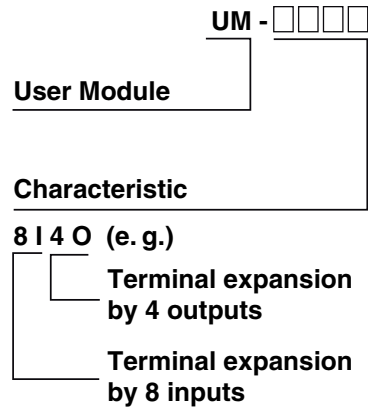 UM - □□□□
User Module
Characteristic
8 I 4 O (e. g.)
Terminal expansion
by 4 outputs
Terminal expansion
by 8 inputs